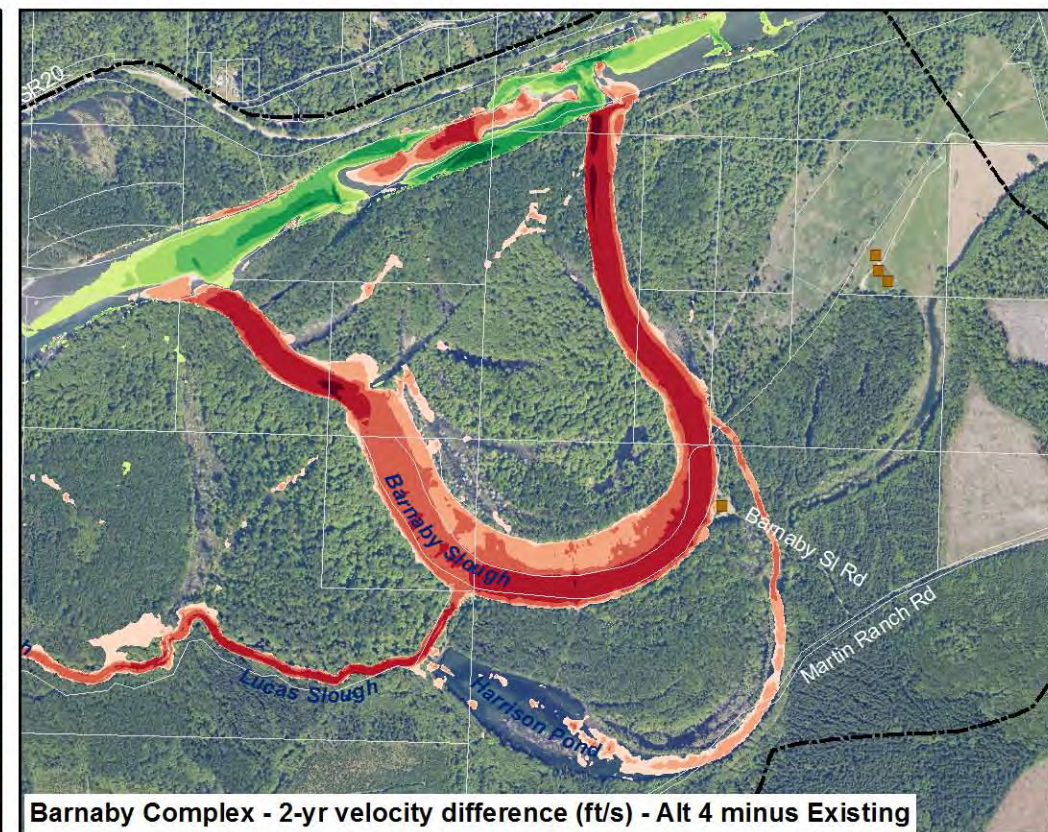 SR20
Barnaby Slough
Barnaby Sl Rd
Martin Ranch Rd
Lucas Slough
Harrison Pond
h
Barnaby Complex - 2-yr velocity difference (ft/s) - Alt 4 minus Existing